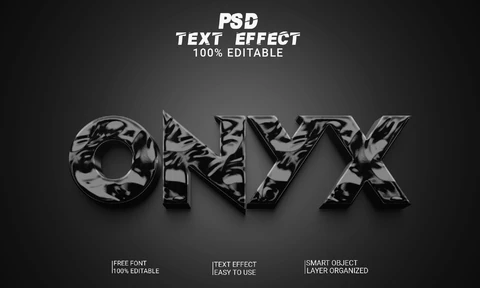 PSD
TEXT EFFECT
100% EDITABLE
ONYX
FREE FONT
100% EDITABLE
TEXT EFFECT
EASY TO USE
SMART OBJECT
LAYER ORGANIZED